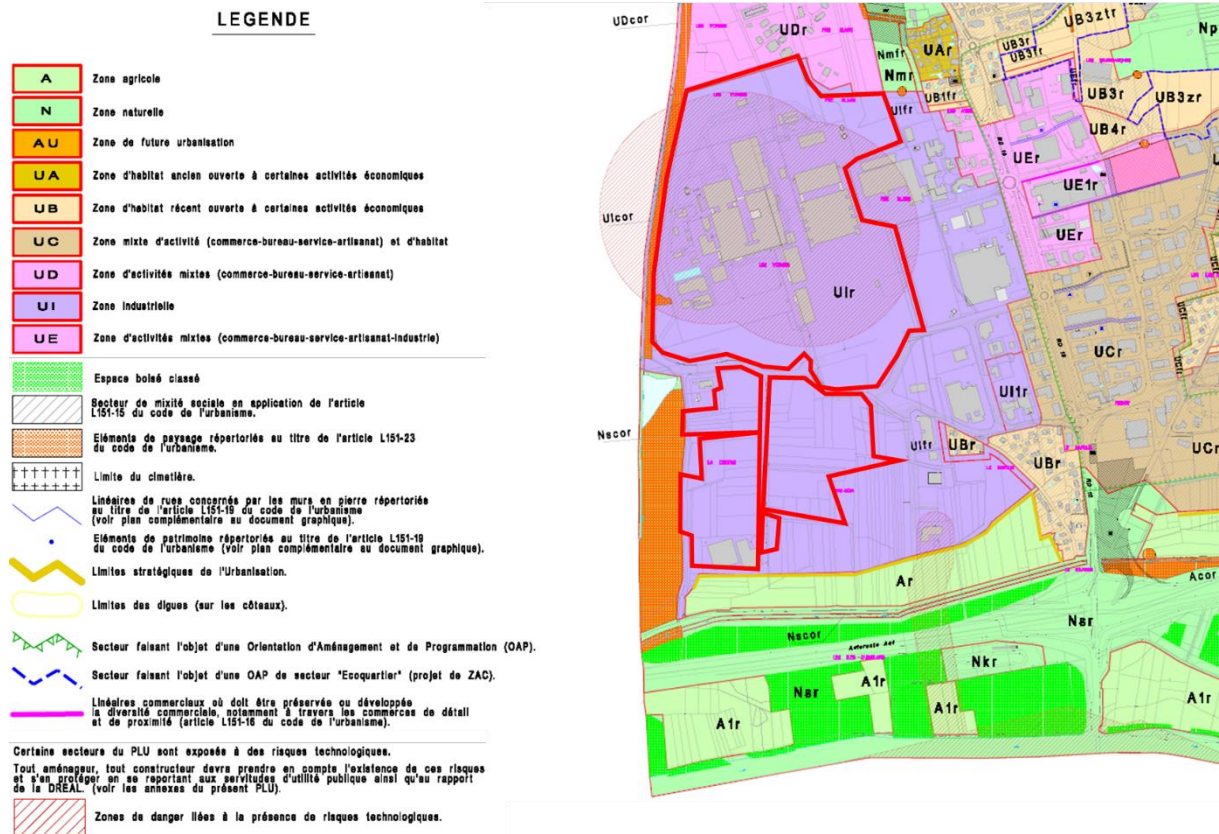 LEGENDE
A
Zone agricole
N
Zone naturelle
AU
Zone de future urbanisation
UA
Zone d'habitat ancien ouverte à certaines activités économiques
UB
Zone d'habitat récent ouverte à certaines activités économiques
UC
Zone mixte d'activité (commerce-bureau-service-artisanat) et d'habitat
UD
Zone d'activités mixtes (commerce-bureau-service-artisanat)
UI
Zone industrielle
UE
Zone d'activités mixtes (commerce-bureau-service-artisanat-industrie)
Espace boisé classé
Secteur de mixité sociale en application de l'article
L151-15 du code de l'urbanisme.
Eléments de paysage répertoriés au titre de l'article L151-23
du code de l'urbanisme.
Limite du cimetière.
Linéaires de rues concernés par les murs en pierre répertoriés
au titre de l'article L151-19 du code de l'urbanisme
(voir plan complémentaire au document graphique).
Eléments de patrimoine répertoriés au titre de l'article L151-19
du code de l'urbanisme (voir plan complémentaire au document graphique).
Limites stratégiques de l'Urbanisation.
Limites des digues (sur les côteaux).
Secteur faisant l'objet d'une Orientation d'Aménagement et de Programmation (OAP).
Secteur faisant l'objet d'une OAP de secteur "Ecoquartier" (projet de ZAC).
Linéaires commerciaux où doit être préservée ou développée
la diversité commerciale, notamment à travers les commerces de détail
et de proximité (article L151-16 du code de l'urbanisme).
Certains secteurs du PLU sont exposés à des risques technologiques.
Tout aménageur, tout constructeur devra prendre en compte l'existence de ces risques
et s'en protéger en se reportant aux servitudes d'utilité publique ainsi qu'au rapport
de la DREAL. (voir les annexes du présent PLU).
Zones de danger liées à la présence de risques technologiques.
UDcor
UDr
Nmfr
Nmr
UAr
UB3ztr
UB3r
UB3fr
Np
UB3r
UB3zr
UB1fr
UIfr
UB4r
UEr
UE1r
UEr
UIcor
UIr
UCfr
UCr
UI1r
Nscor
UIfr
UBr
UBr
UCr
RD 19
RD 19
RD 19
Ar
Acor
Nsr
Nscor
Autoroute A42
Nkr
Nsr
A1r
A1r
A1r
A1r